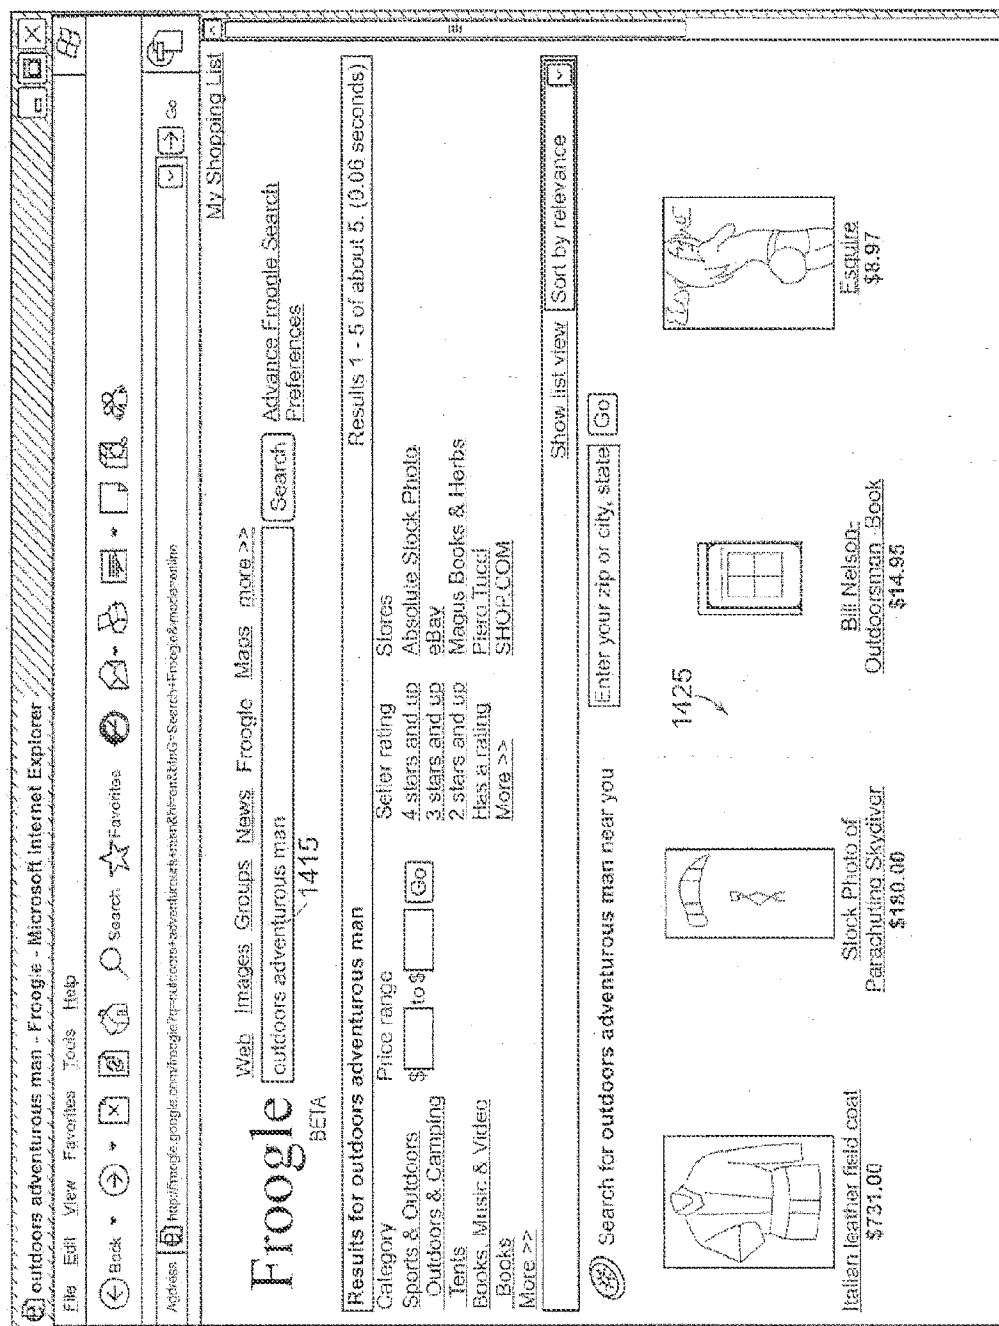 outdoors adventurous man - Froogle - Microsoft Internet Explorer
File Edit View Favorites Tools Help
Back Search Favorites
Address Go
My Shopping List
Froogle
BETA
Web Images Groups News Froogle Maps more >>
outdoors adventurous man Search
Advance Froogle Search
Preferences
1415
Results for outdoors adventurous man Results 1 - 5 of about 5. (0.06 seconds)
Category Price range Seller rating Stores
Sports & Outdoors $ to $ Go 4 stars and up Absolute Stock Photo
Outdoors & Camping 3 stars and up eBay
Tents 2 stars and up Magus Books & Herbs
Books, Music & Video Has a rating Piero Tucci
Books More >> SHOP.COM
More >>
Show list view Sort by relevance
Search for outdoors adventurous man near you Enter your zip or city, state Go
1425
Italian leather field coat
$731.00
Stock Photo of
Parachuting Skydiver
$180.00
Bill Nelson-
Outdoorsman Book
$14.95
Esquire
$8.97